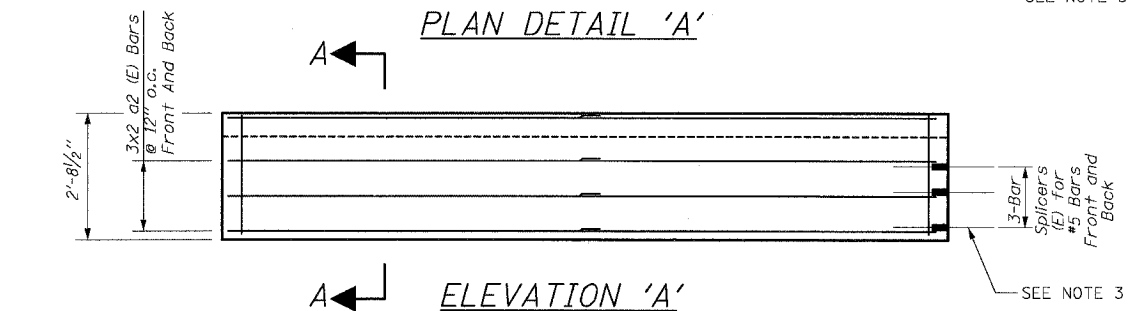 SEE NOTE 3
PLAN DETAIL 'A'
A
3x2 a2 (E) Bars
@ 12" o.c.
Front And Back
2'-8½"
3-Bar
Splicers
(E) for
#5 Bars
Front and
Back
A
ELEVATION 'A'
SEE NOTE 3